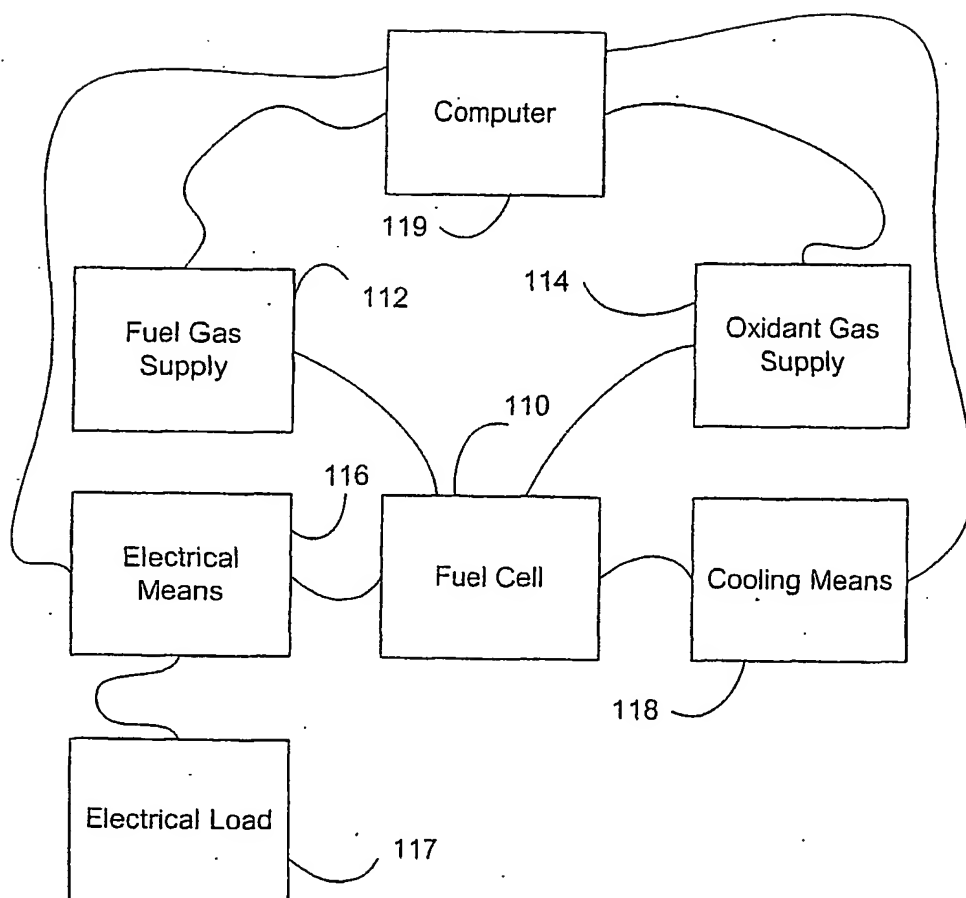 Computer
119
112
114
Fuel Gas
Supply
Oxidant Gas
Supply
110
116
Electrical
Means
Fuel Cell
Cooling Means
118
Electrical Load
117